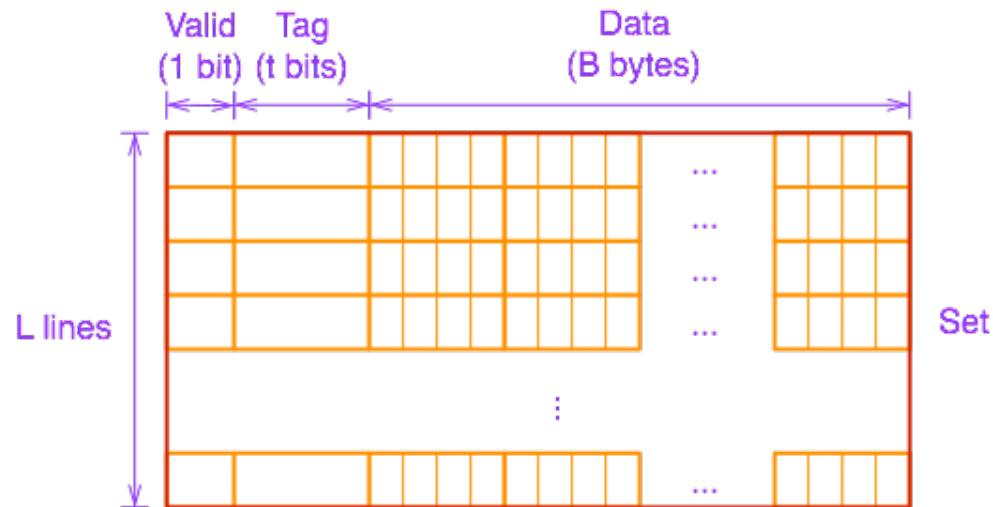 Valid Tag Data
(1 bit) (t bits) (B bytes)
...
...
...
L lines ... Set
...
...